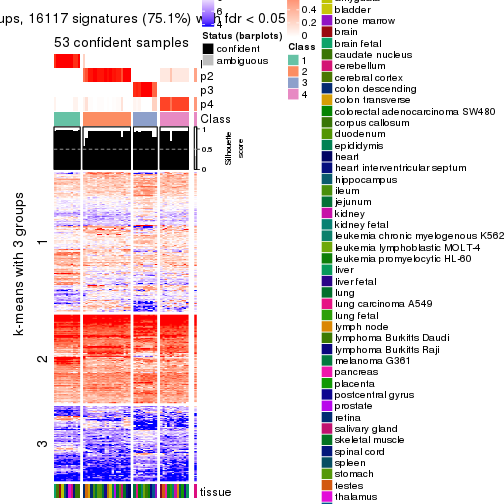 ups, 16117 signatures (75.1%) with fdr < 0.05
53 confident samples
p2
p3
p4
Class
1
0.5
0
Silhouette
score
k-means with 3 groups
1
2
3
tissue
4
Status (barplots)
confident
ambiguous
0.4
0.2
0
Class
1
2
3
4
bladder
bone marrow
brain
brain fetal
caudate nucleus
cerebellum
cerebral cortex
colon descending
colon transverse
colorectal adenocarcinoma SW480
corpus callosum
duodenum
epididymis
heart
heart interventricular septum
hippocampus
ileum
jejunum
kidney
kidney fetal
leukemia chronic myelogenous K562
leukemia lymphoblastic MOLT-4
leukemia promyelocytic HL-60
liver
liver fetal
lung
lung carcinoma A549
lung fetal
lymph node
lymphoma Burkitts Daudi
lymphoma Burkitts Raji
melanoma G361
pancreas
placenta
postcentral gyrus
prostate
retina
salivary gland
skeletal muscle
spinal cord
spleen
stomach
testes
thalamus